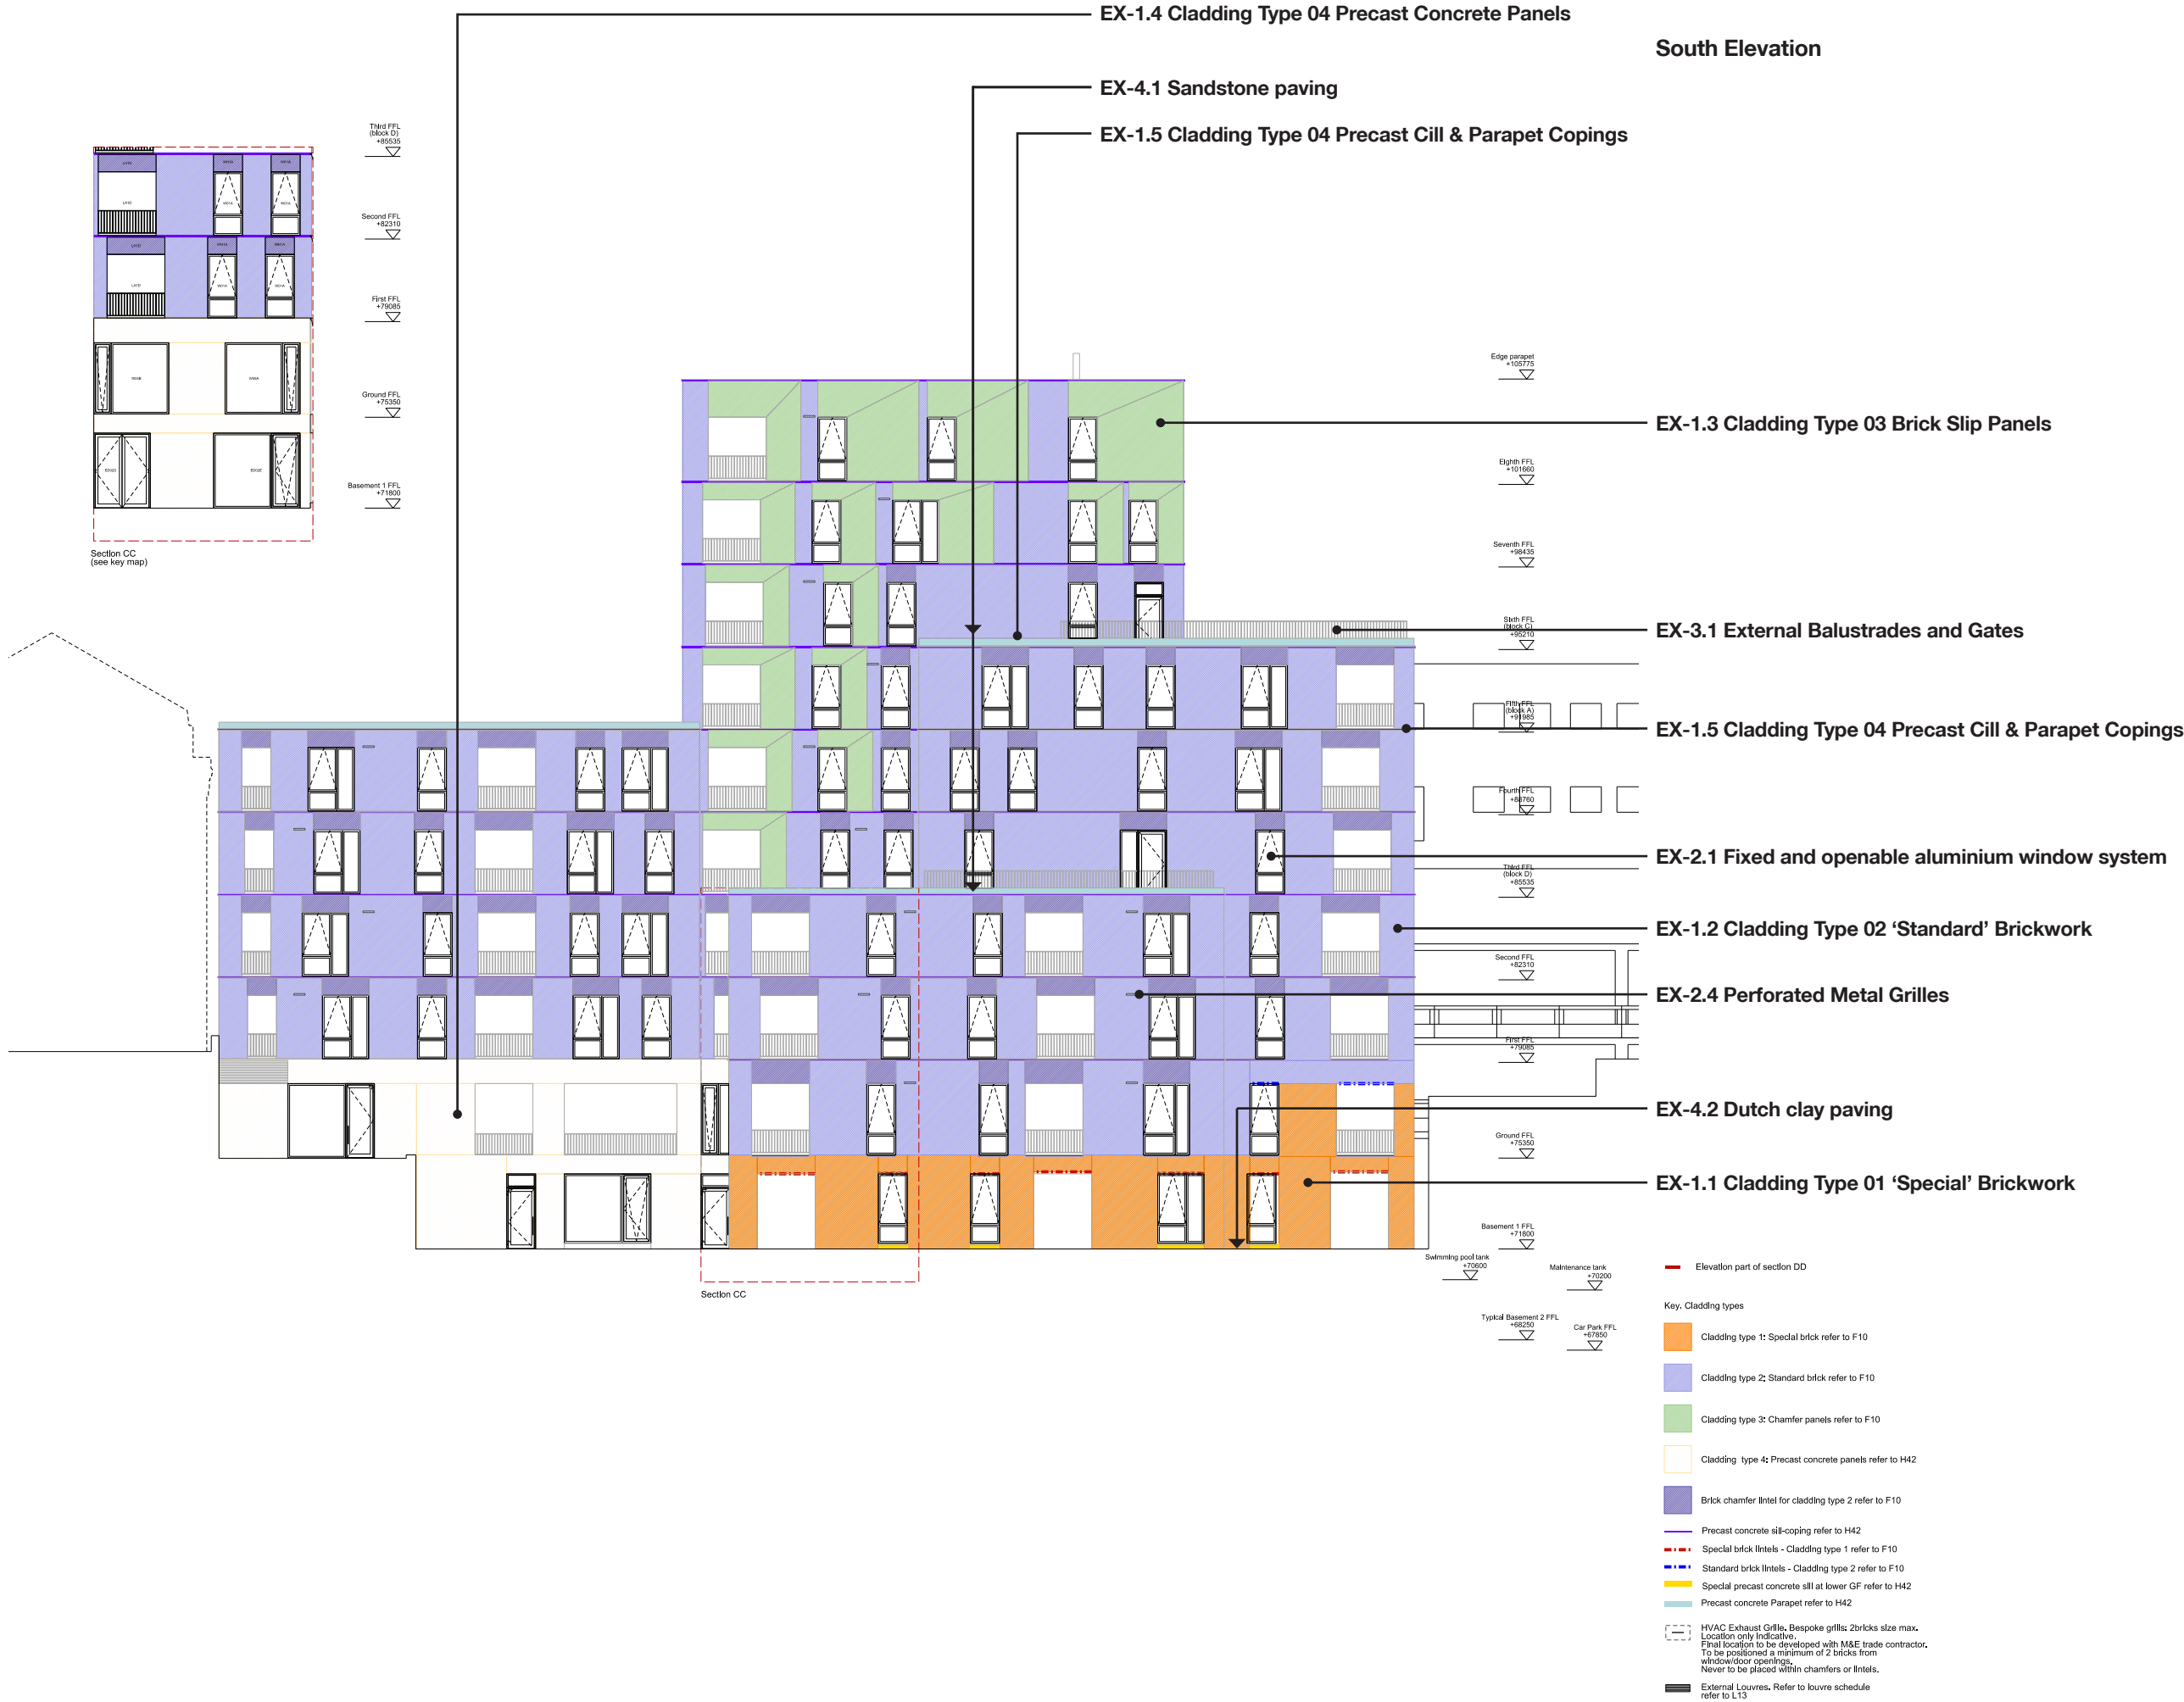 EX-1.4 Cladding Type 04 Precast Concrete Panels
South Elevation
EX-4.1 Sandstone paving
EX-1.5 Cladding Type 04 Precast Cill & Parapet Copings
Third FFL
(block D)
+85535
Second FFL
+82310
First FFL
+79085
Ground FFL
+75350
Basement 1 FFL
+71800
Section CC
(see key map)
Edge parapet
+105775
EX-1.3 Cladding Type 03 Brick Slip Panels
Eighth FFL
+101660
Seventh FFL
+98435
Sixth FFL
(block C)
+95210
EX-3.1 External Balustrades and Gates
Fifth FFL
(block A)
+91985
EX-1.5 Cladding Type 04 Precast Cill & Parapet Copings
Fourth FFL
+88760
EX-2.1 Fixed and openable aluminium window system
Third FFL
(block D)
+85535
EX-1.2 Cladding Type 02 ‘Standard’ Brickwork
Second FFL
+82310
EX-2.4 Perforated Metal Grilles
First FFL
+79085
EX-4.2 Dutch clay paving
Ground FFL
+75350
EX-1.1 Cladding Type 01 ‘Special’ Brickwork
Basement 1 FFL
+71800
Swimming pool tank
+70600
Maintenance tank
+70200
Section CC
Typical Basement 2 FFL
+68250
Car Park FFL
+67850
Elevation part of section DD
Key. Cladding types
Cladding type 1: Special brick refer to F10
Cladding type 2: Standard brick refer to F10
Cladding type 3: Chamfer panels refer to F10
Cladding type 4: Precast concrete panels refer to H42
Brick chamfer lintel for cladding type 2 refer to F10
Precast concrete sill-coping refer to H42
Special brick lintels - Cladding type 1 refer to F10
Standard brick lintels - Cladding type 2 refer to F10
Special precast concrete sill at lower GF refer to H42
Precast concrete Parapet refer to H42
HVAC Exhaust Grille. Bespoke grills: 2bricks size max.
Location only indicative.
Final location to be developed with M&E trade contractor.
To be positioned a minimum of 2 bricks from
window/door openings.
Never to be placed within chamfers or lintels.
External Louvres. Refer to louvre schedule
refer to L13